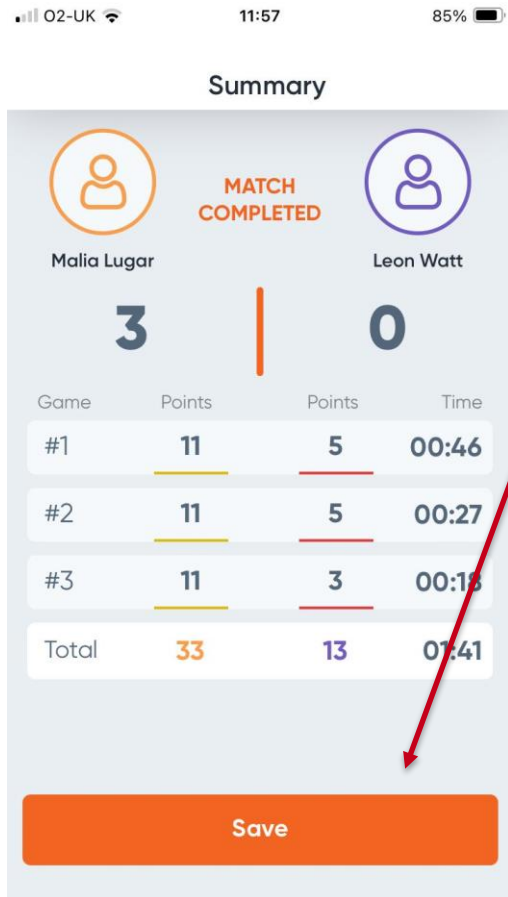 O2-UK 11:57 85%
Summary
MATCH
COMPLETED
Malia Lugar Leon Watt
3 0
Game Points Points Time
#1 11 5 00:46
#2 11 5 00:27
#3 11 3 00:18
Total 33 13 01:41
Save